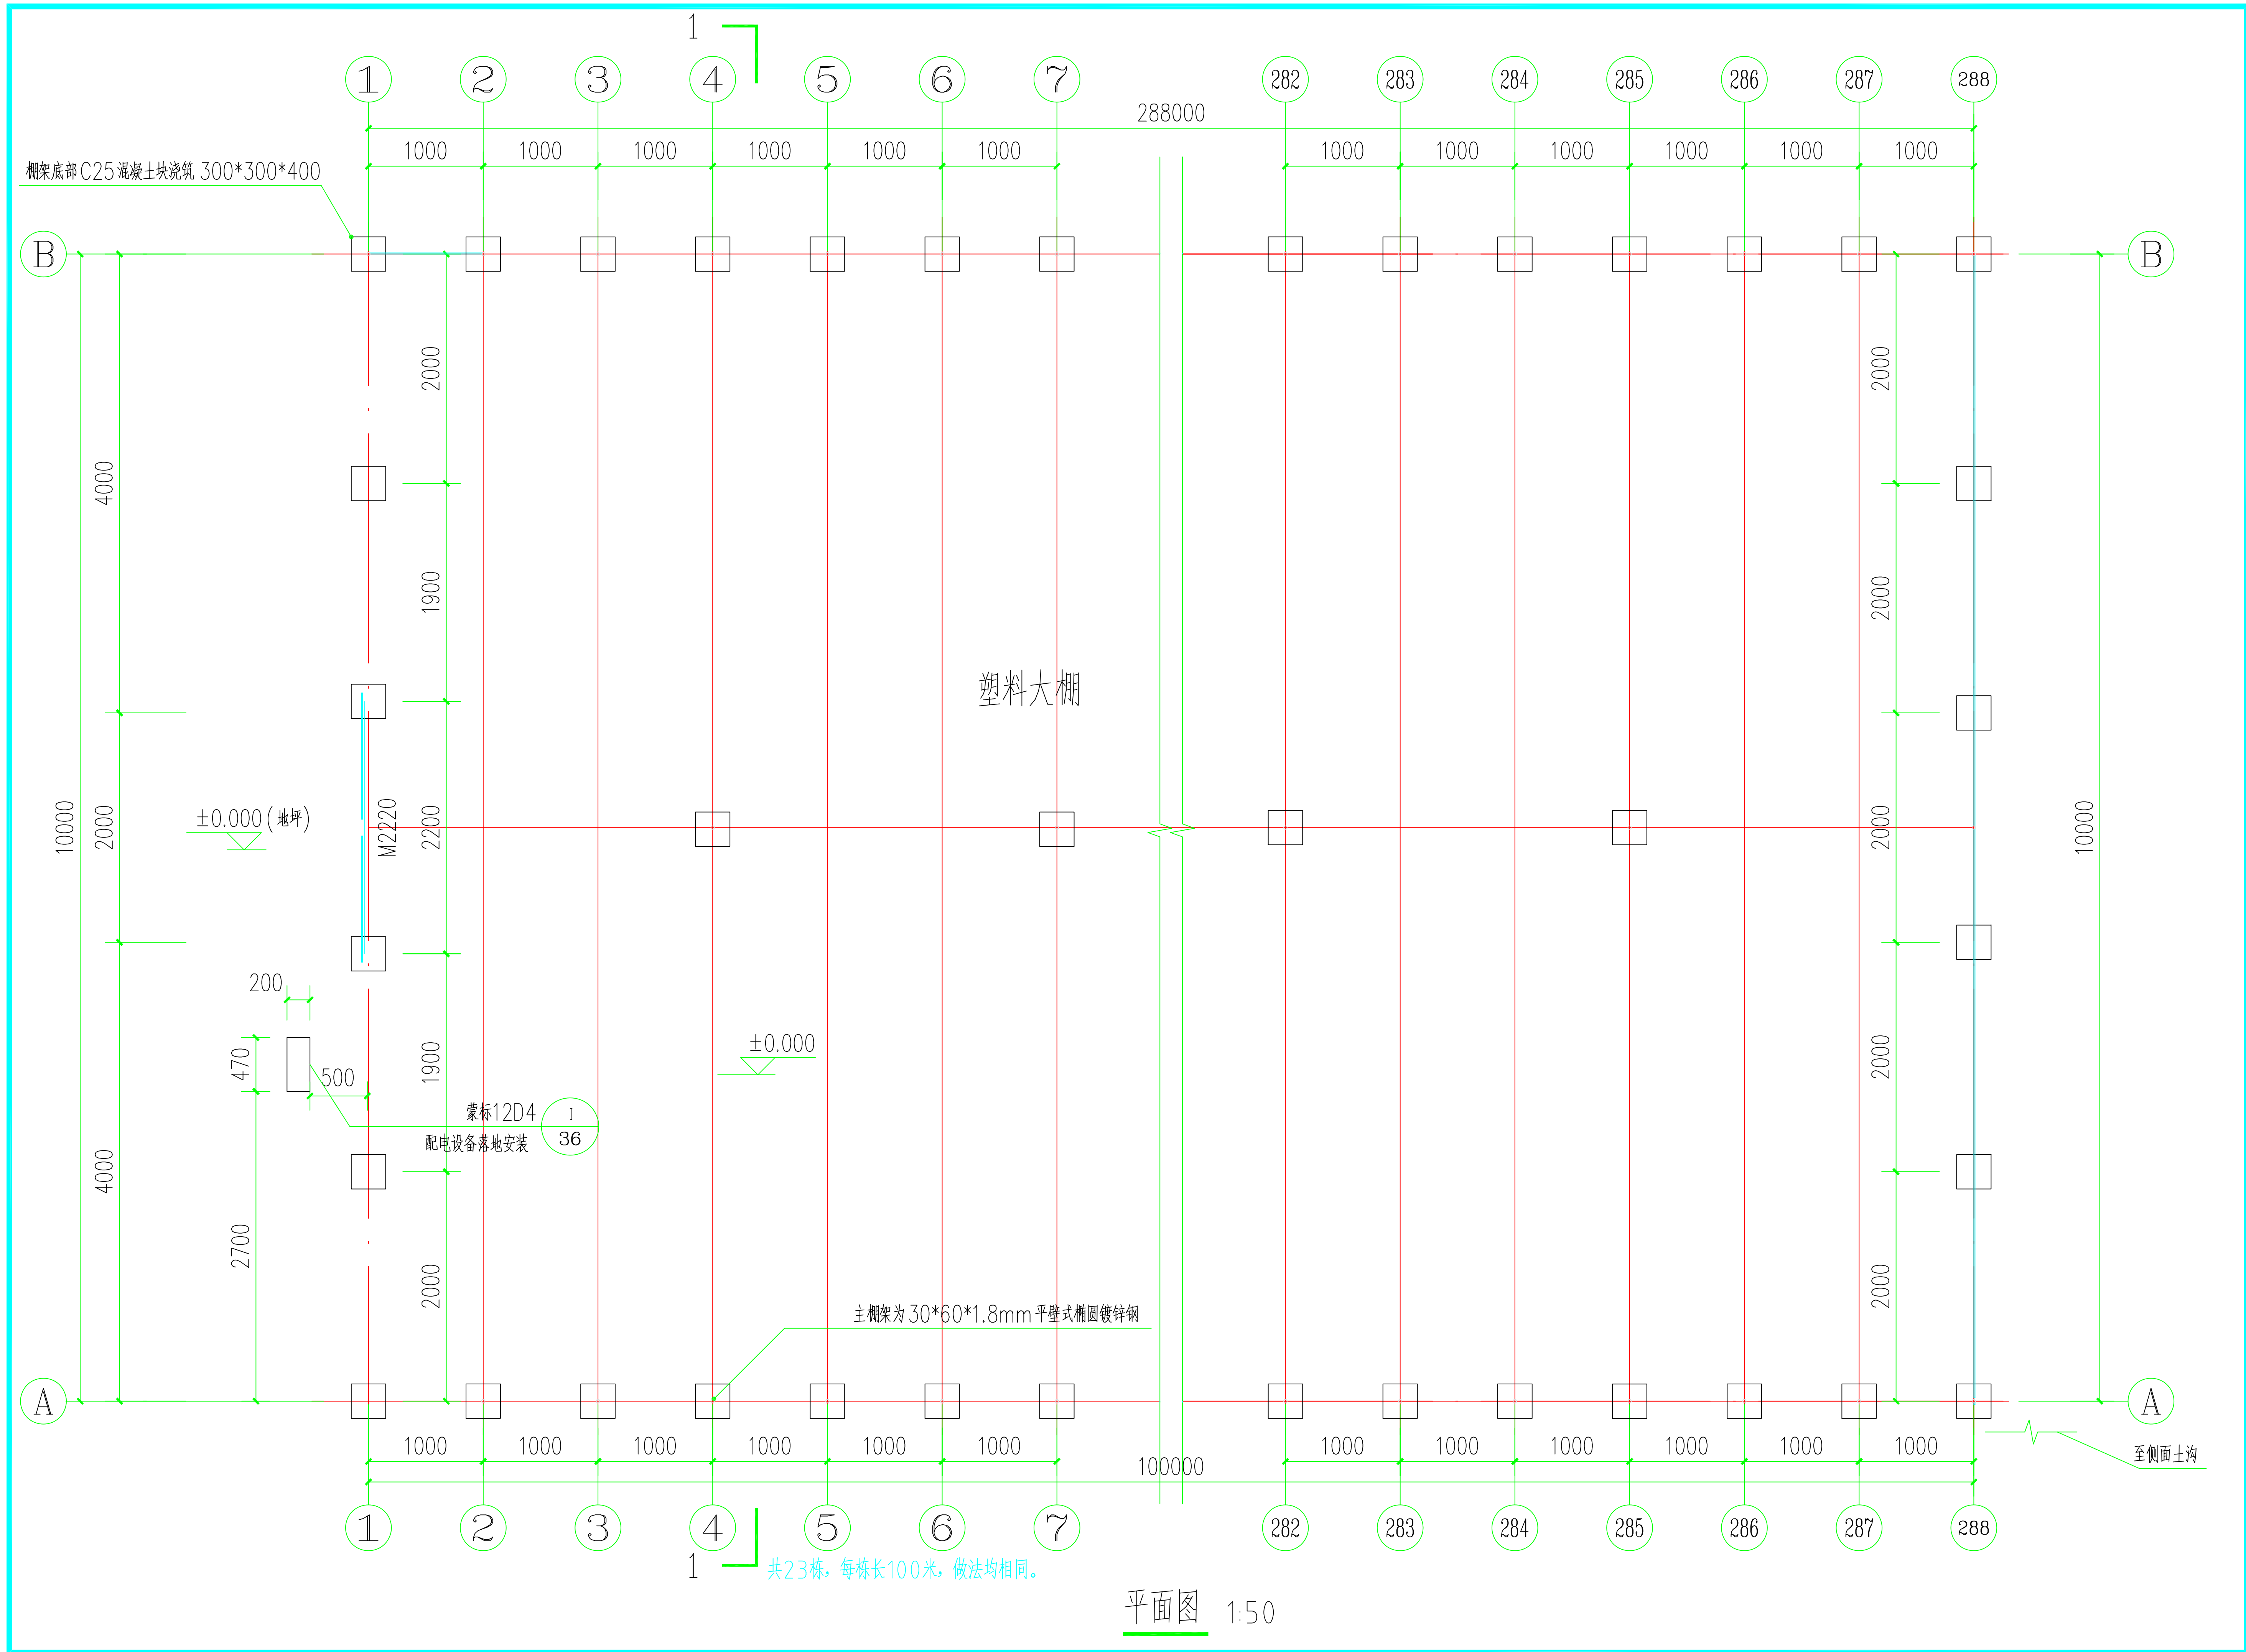 1
1 2 3 4 5 6 7 282 283 284 285 286 287 288
288000
1000 1000 1000 1000 1000 1000 1000 1000 1000 1000 1000 1000
棚架底部C25混凝土块浇筑 300*300*400
B B
2000 2000
4000
1900 2000
塑料大棚
±0.000(地坪)
10000 2000 M2220 2200 2000 10000
200
±0.000
470 500 1900 2000
蒙标12D4 I
36
配电设备落地安装
4000
2700 2000 2000
主棚架为30*60*1.8mm平壁式椭圆镀锌钢
A A
1000 1000 1000 1000 1000 1000 1000 1000 1000 1000 1000 1000
至侧面土沟
100000
1 2 3 4 5 6 7 282 283 284 285 286 287 288
1
共23栋，每栋长100米，做法均相同。
平面图 1:50